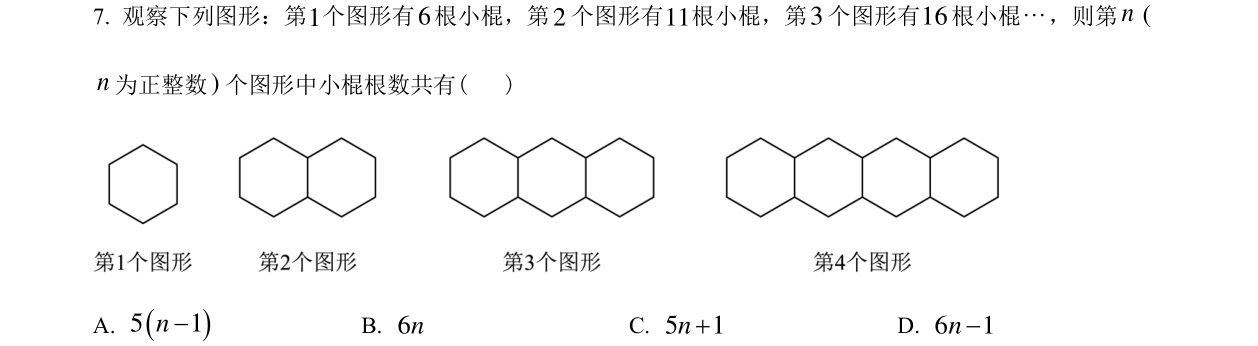 7. 观察下列图形：第1个图形有6根小棍，第2个图形有11根小棍，第3个图形有16根小棍…，则第n (
n为正整数) 个图形中小棍根数共有(    )
第1个图形 第2个图形 第3个图形 第4个图形
A. 5(n−1) B. 6n C. 5n+1 D. 6n−1